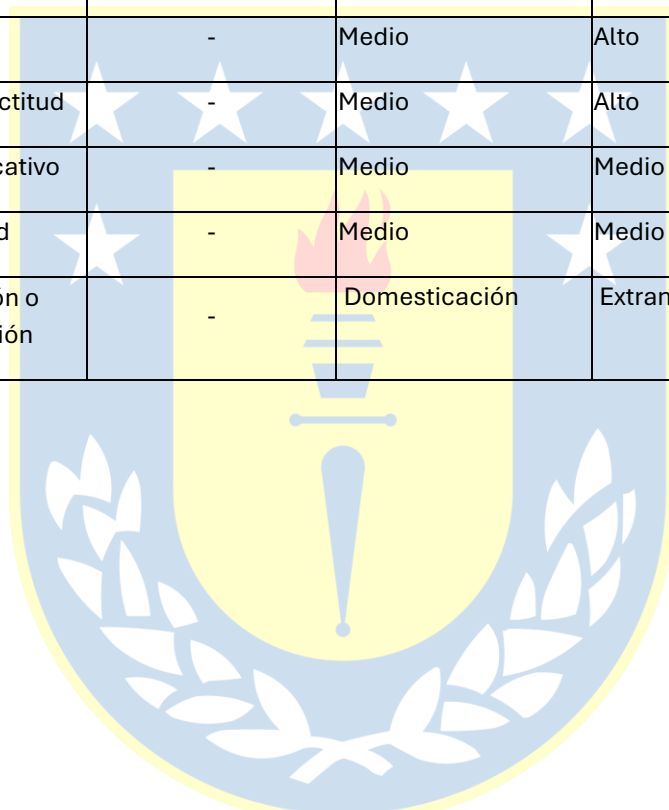 - Medio Alto
ctitud - Medio Alto
cativo - Medio Medio
d - Medio Medio
ón o - Domesticación Extran
ión